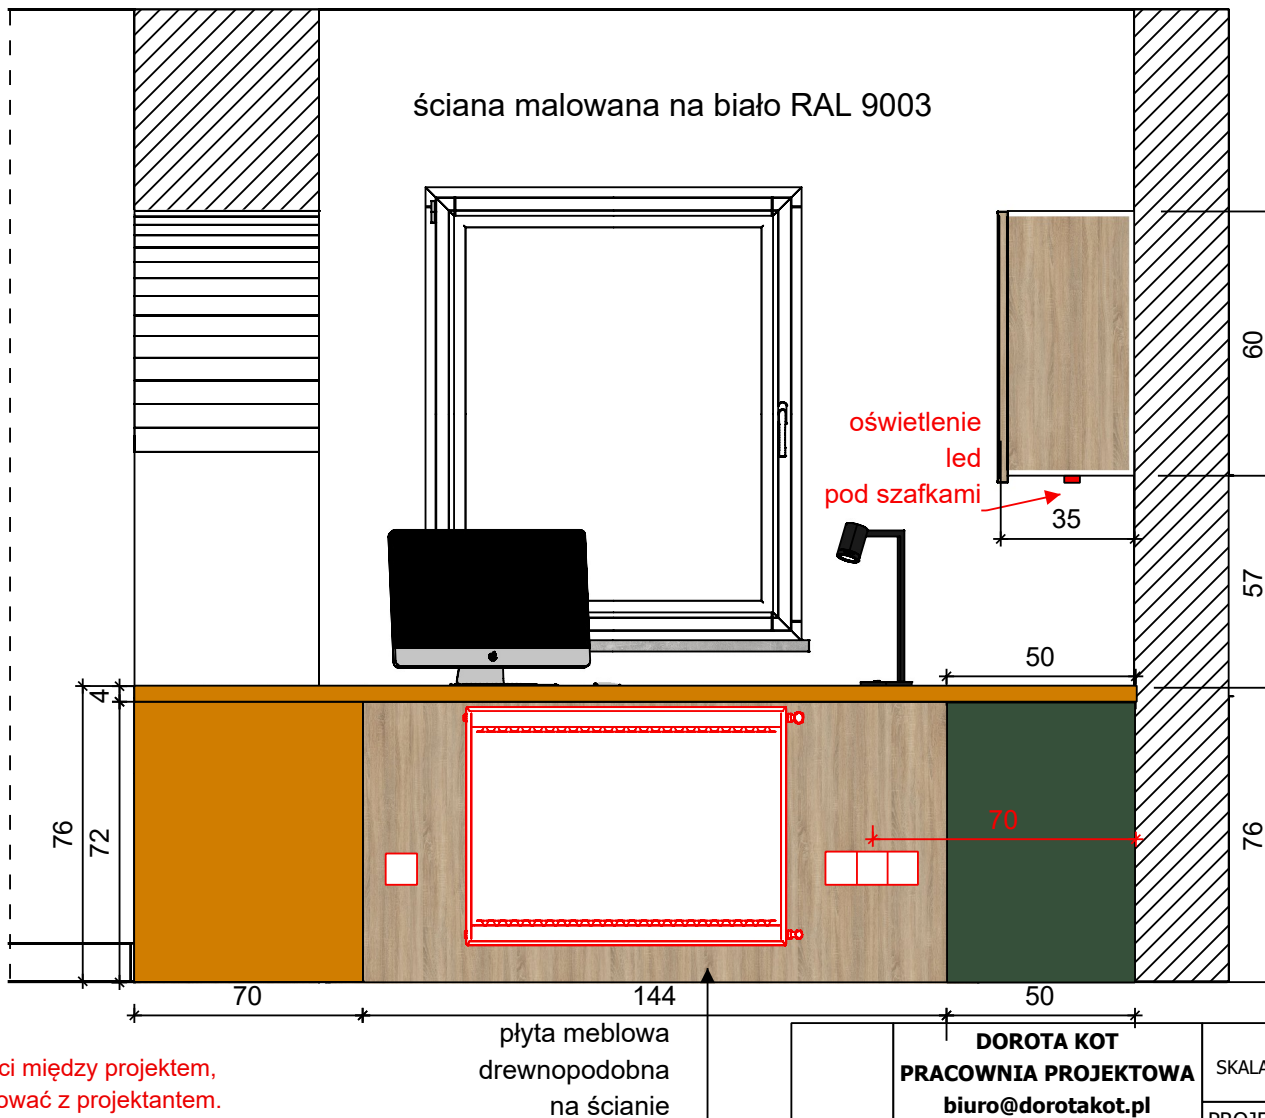 ściana malowana na biało RAL 9003
oświetlenie
led
pod szafkami
35
60
57
50
4
76
72
70
76
70
144
50
płyta meblowa
drewnopodobna
na ścianie
ci między projektem,
ować z projektantem.
DOROTA KOT
PRACOWNIA PROJEKTOWA
biuro@dorotakot.pl
SKALA